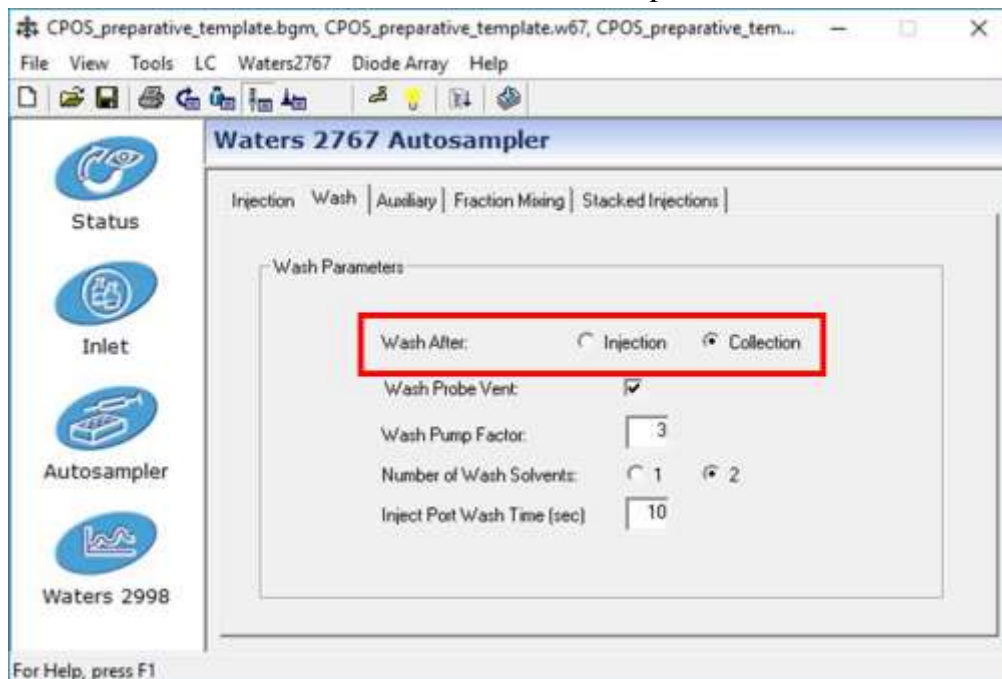 CPOS_preparative_template.bgm, CPOS_preparative_template.w67, CPOS_preparative_tem...
File View Tools LC Waters2767 Diode Array Help
Waters 2767 Autosampler
Status
Inlet
Autosampler
Waters 2998
Injection Wash Auxiliary Fraction Mixing Stacked Injections
Wash Parameters
Wash After: Injection Collection
Wash Probe Vent:
Wash Pump Factor: 3
Number of Wash Solvents: 1 2
Inject Port Wash Time (sec) 10
For Help, press F1